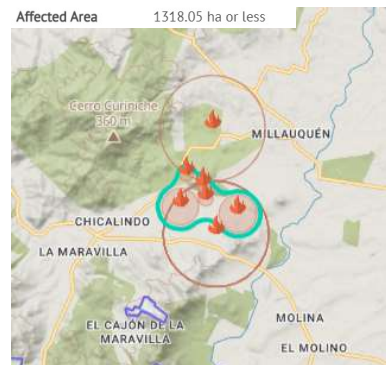 Affected Area 1318.05 ha or less
Cerro Curiniche
360 m
MILLAUQUÉN
CHICALINDO
LA MARAVILLA
EL CAJÓN DE LA
MARAVILLA
MOLINA
EL MOLINO